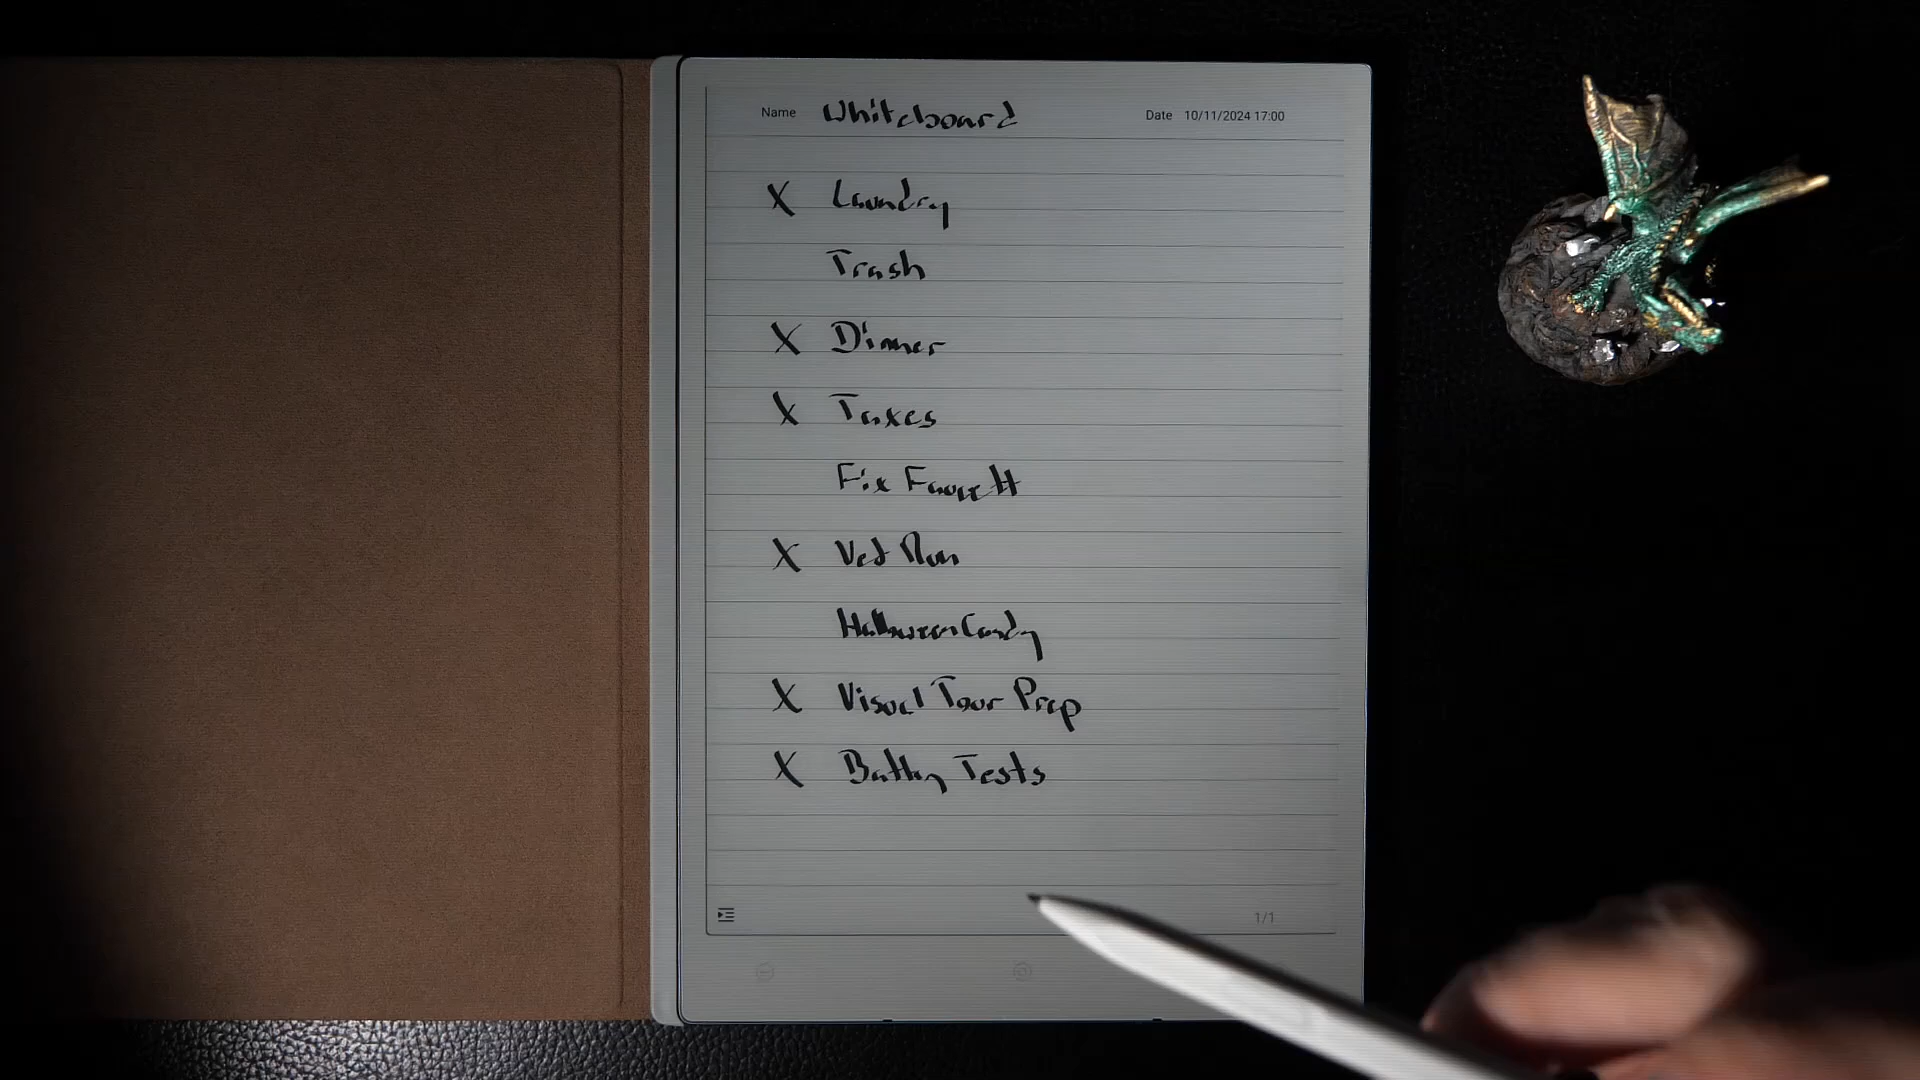 Name Whiteboard Date 10/11/2024 17:00
X Laundry
Trash
X Dinner
X Taxes
Fix Faucett
X Vet Run
Halloween Candy
X Visual Tour Prep
X Battery Tests
1/1